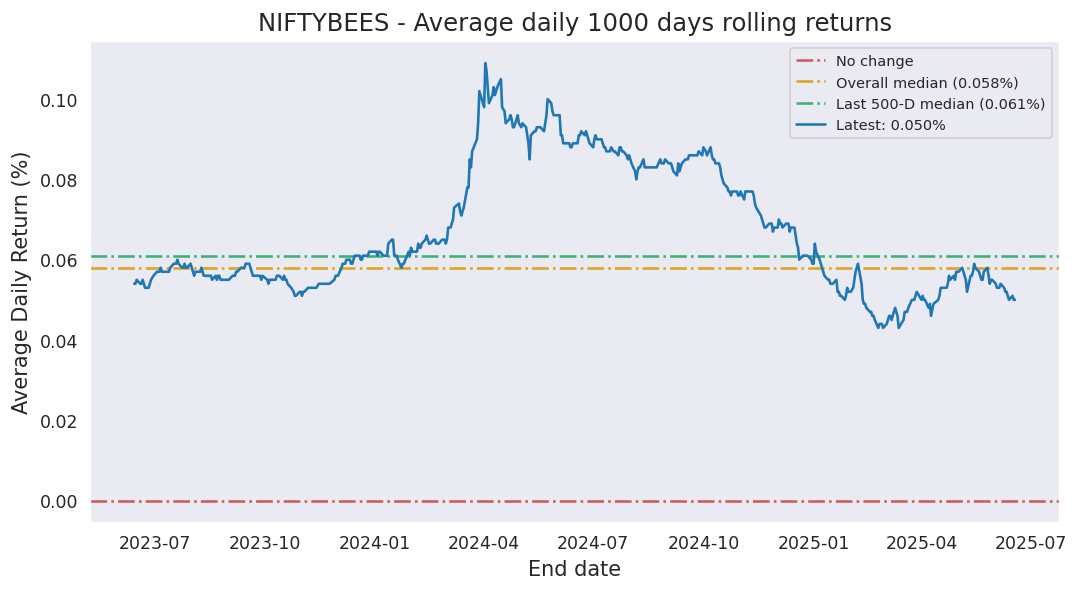 NIFTYBEES - Average daily 1000 days rolling returns
No change
Overall median (0.058%)
Last 500-D median (0.061%)
Latest: 0.050%
Average Daily Return (%)
0.10
0.08
0.06
0.04
0.02
0.00
2023-07 2023-10 2024-01 2024-04 2024-07 2024-10 2025-01 2025-04 2025-07
End date